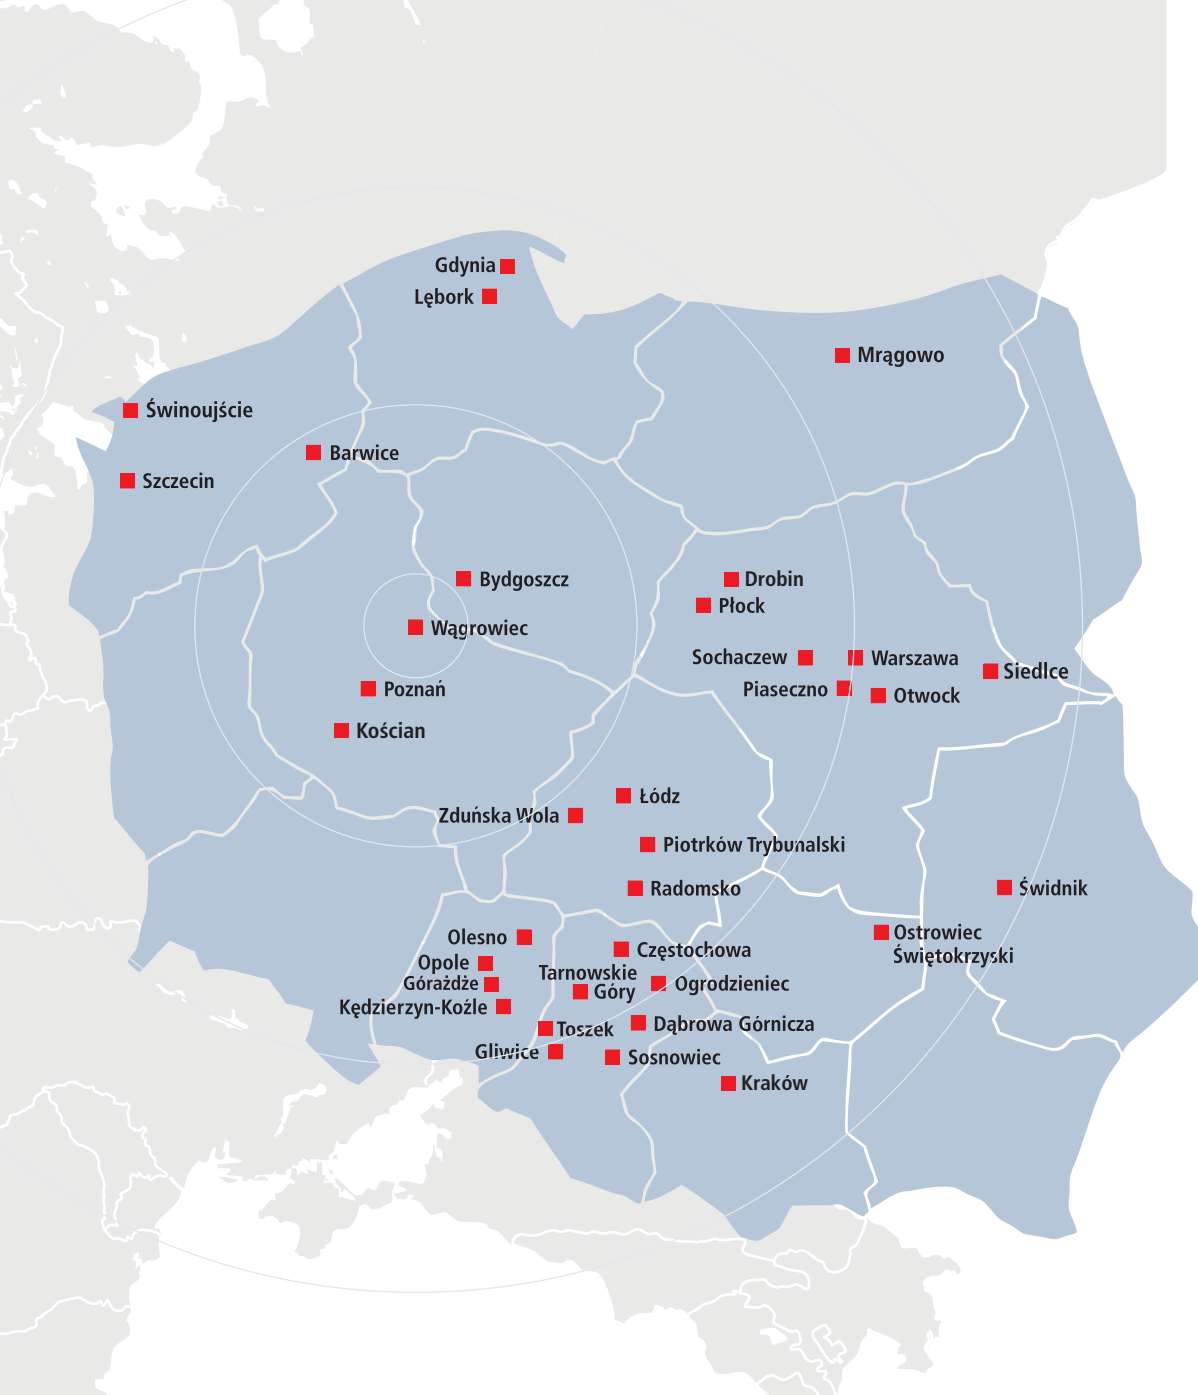 Gdynia
Lębork
Mrągowo
Świnoujście
Barwice
Szczecin
Bydgoszcz
Drobin
Płock
Wągrowiec
Sochaczew
Warszawa
Siedlce
Poznań
Piaseczno
Otwock
Kościan
Łódz
Zduńska Wola
Piotrków Trybunalski
Radomsko
Świdnik
Ostrowiec
Świętokrzyski
Olesno
Częstochowa
Opole
Tarnowskie
Góry
Górażdże
Ogrodzieniec
Kędzierzyn-Kożle
Toszek
Dąbrowa Górnicza
Gliwice
Sosnowiec
Kraków